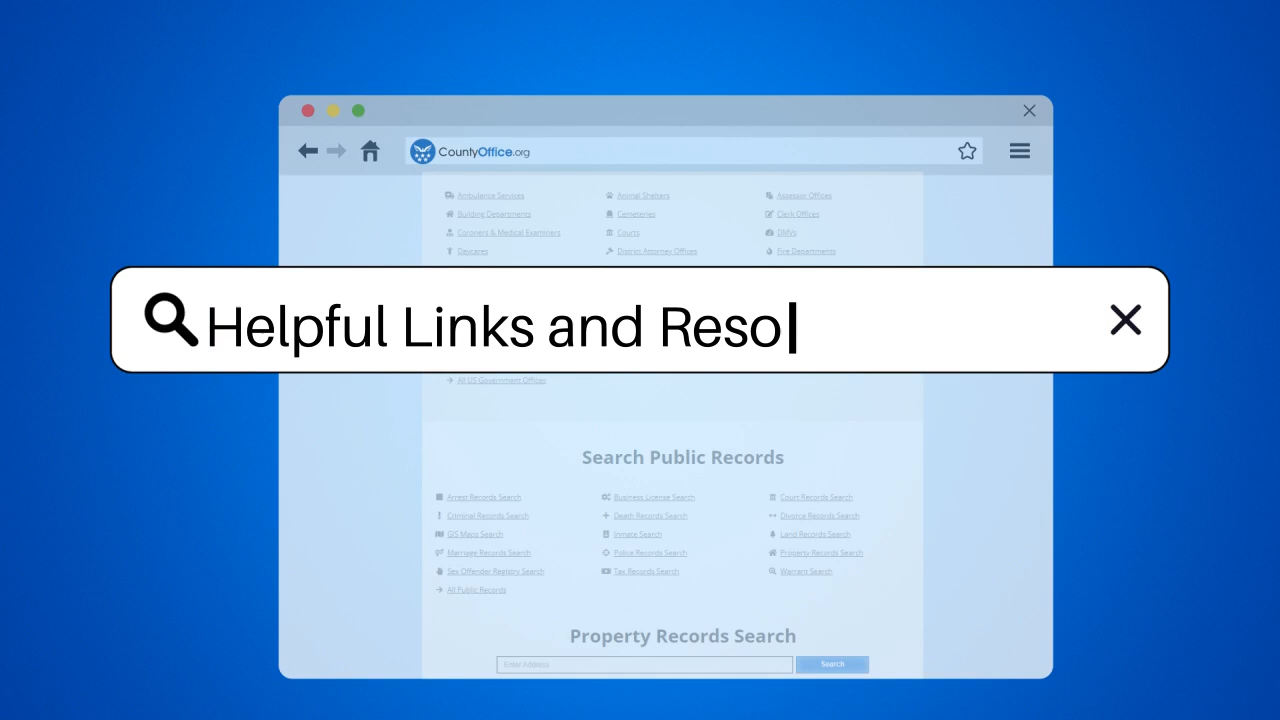 CountyOffice.org
Ambulance Services Animal Shelters Assessor Offices
Building Departments Cemeteries Clerk Offices
Coroners & Medical Examiners Courts DMVs
Daycares District Attorney Offices Fire Departments
Helpful Links and Reso
All US Government Offices
Search Public Records
Arrest Records Search Business License Search Court Records Search
Criminal Records Search Death Records Search Divorce Records Search
GIS Maps Search Inmate Search Land Records Search
Marriage Records Search Police Records Search Property Records Search
Sex Offender Registry Search Tax Records Search Warrant Search
All Public Records
Property Records Search
Enter Address Search